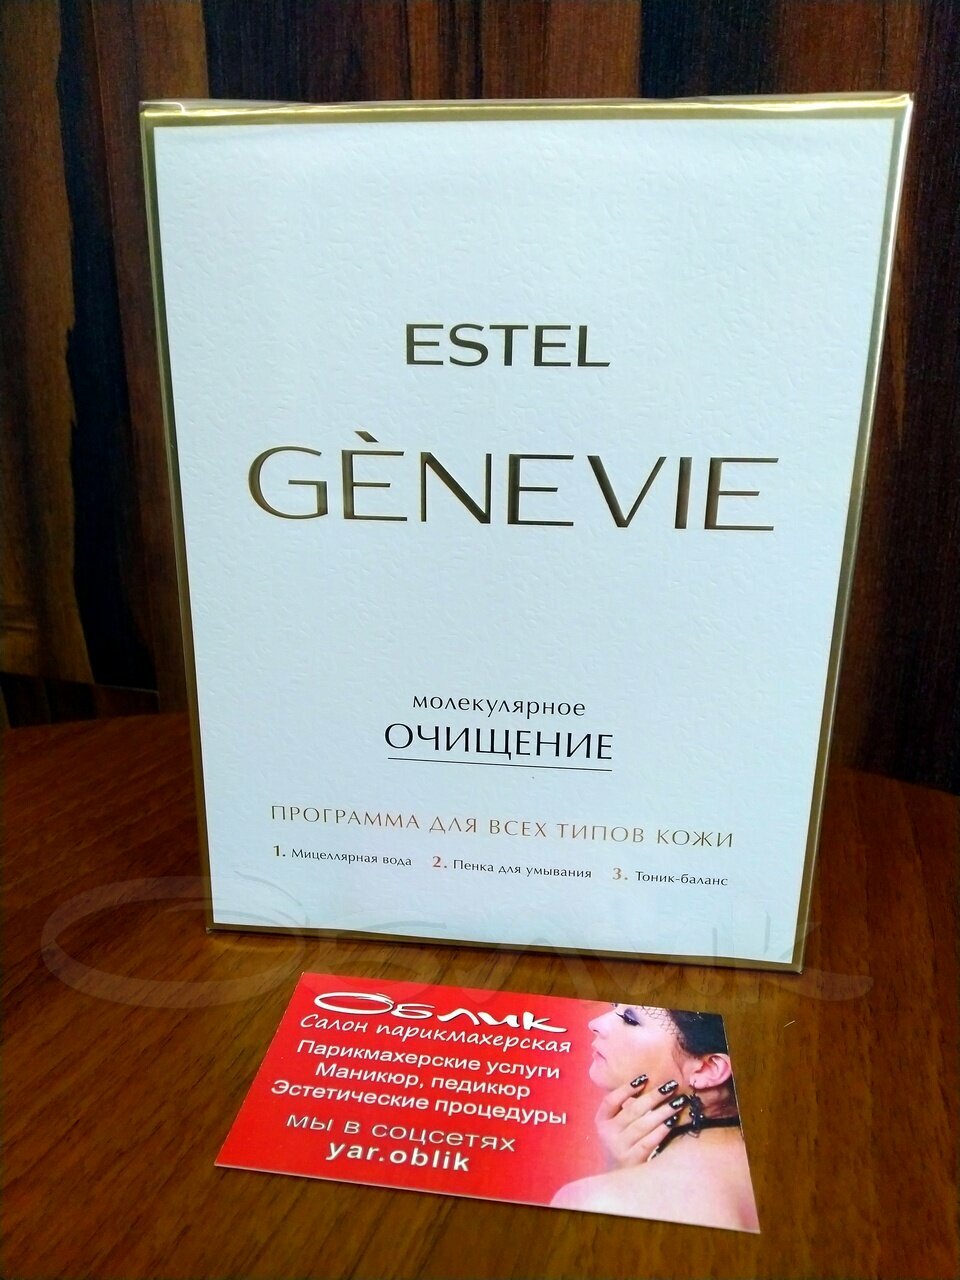 ESTEL
GÈNEVIE
молекулярное
ОЧИЩЕНИЕ
ПРОГРАММА ДЛЯ ВСЕХ ТИПОВ КОЖИ
1. Мицеллярная вода 2. Пенка для умывания 3. Тоник-баланс
Облик
Облик
Салон парикмахерская
Парикмахерские услуги
Маникюр, педикюр
Эстетические процедуры
мы в соцсетях
yar.oblik